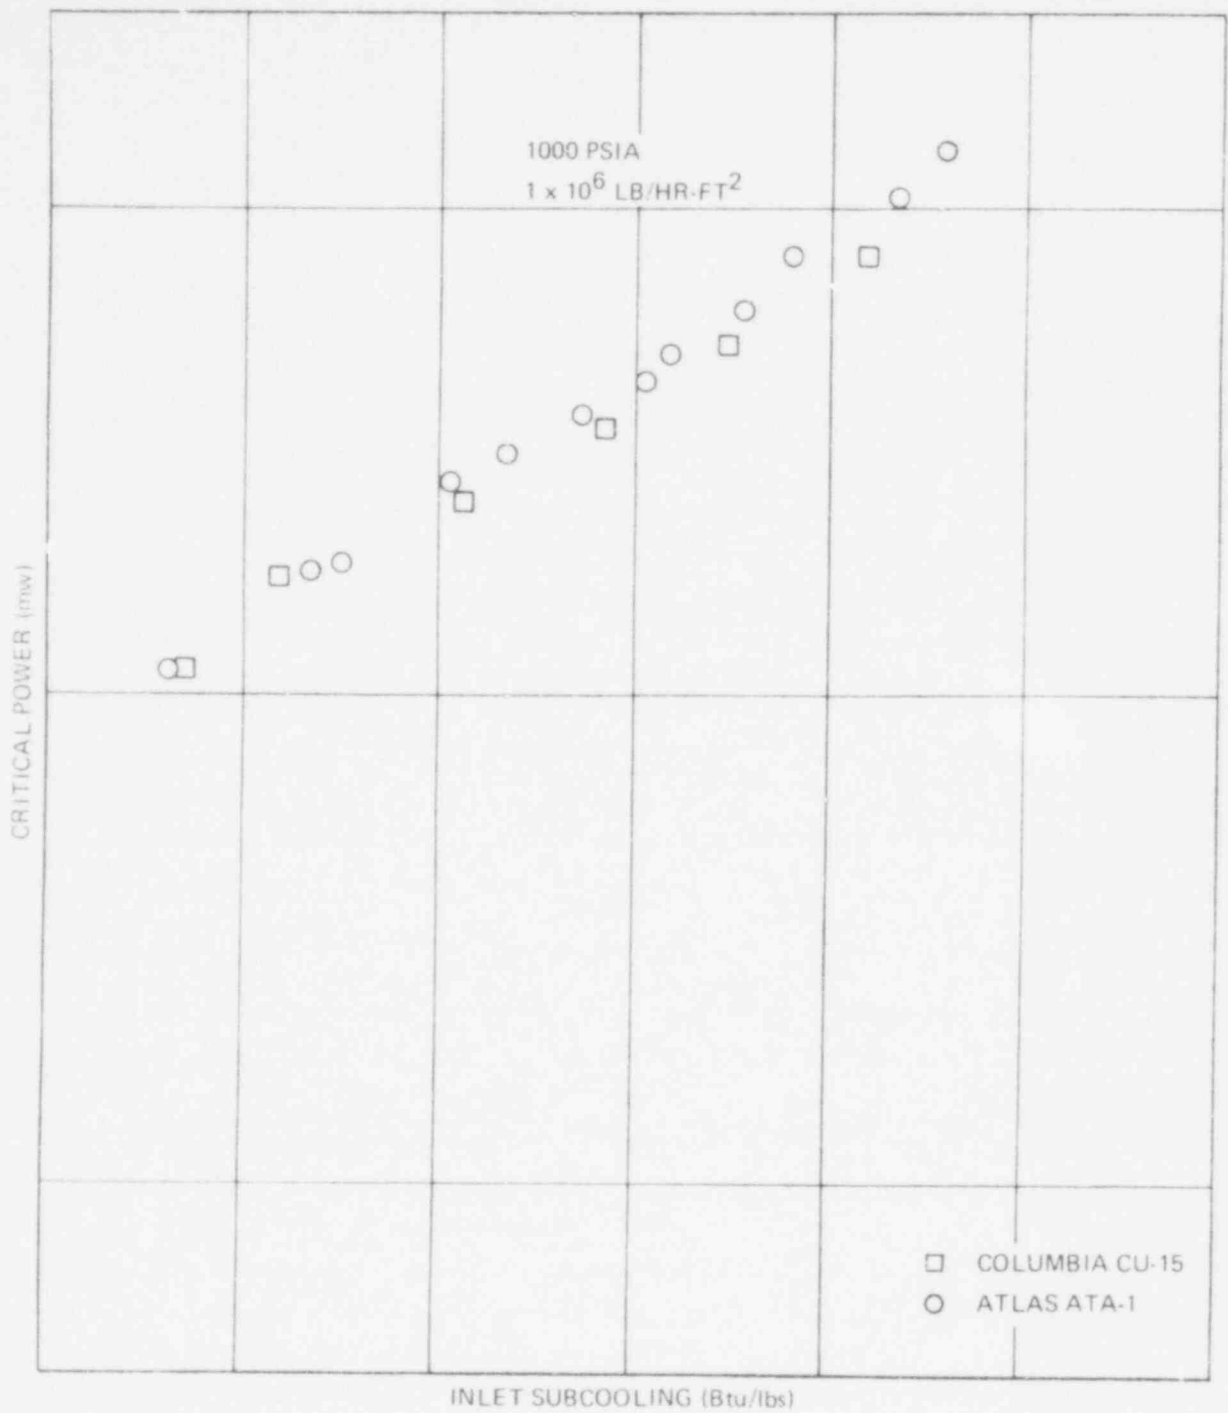 1000 PSIA
1 x 10⁶ LB/HR-FT²
CRITICAL POWER (mw)
COLUMBIA CU-15
ATLAS ATA-1
INLET SUBCOOLING (Btu/lbs)